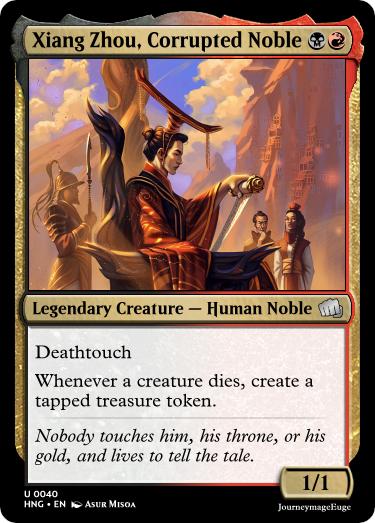 Xiang Zhou, Corrupted Noble
Legendary Creature — Human Noble
Deathtouch
Whenever a creature dies, create a
tapped treasure token.
Nobody touches him, his throne, or his
gold, and lives to tell the tale.
1/1
U 0040
HNG • EN Asur Misoa
JourneymageEuge